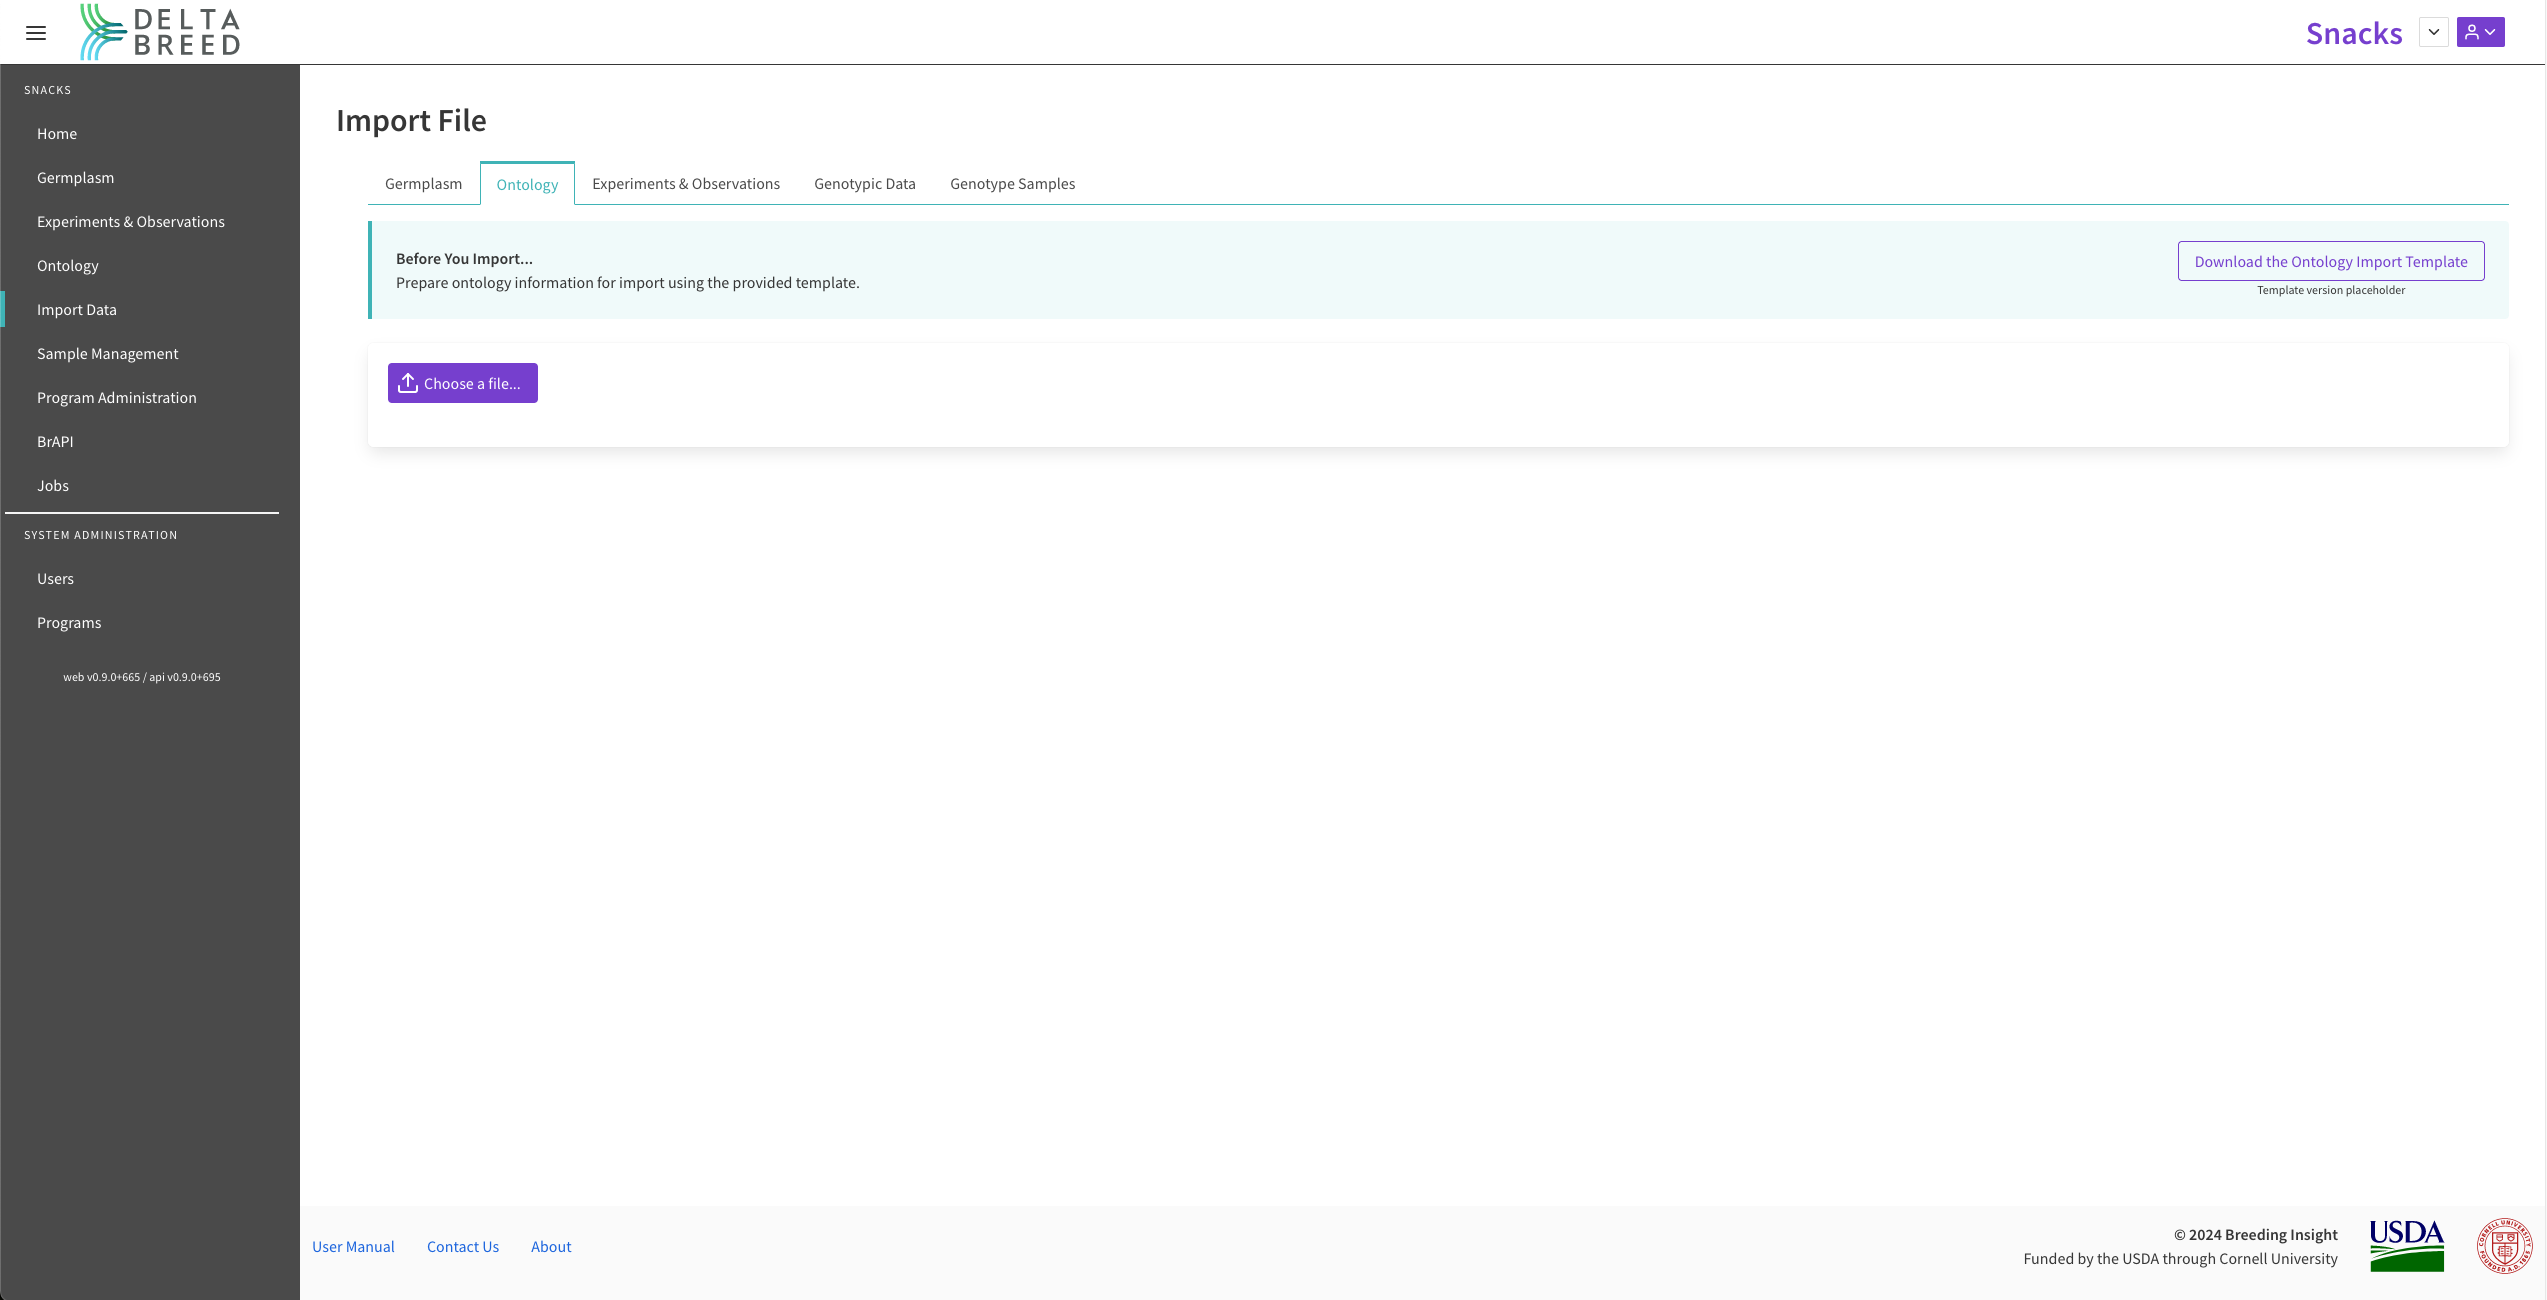 DELTA
BREED
Snacks
SNACKS
Home
Germplasm
Experiments & Observations
Ontology
Import Data
Sample Management
Program Administration
BrAPI
Jobs
SYSTEM ADMINISTRATION
Users
Programs
web v0.9.0+665 / api v0.9.0+695
Import File
Germplasm Ontology Experiments & Observations Genotypic Data Genotype Samples
Before You Import...
Prepare ontology information for import using the provided template.
Download the Ontology Import Template
Template version placeholder
Choose a file...
User Manual Contact Us About
© 2024 Breeding Insight
Funded by the USDA through Cornell University
USDA
CORNELL UNIVERSITY
FOUNDED A.D. 1865